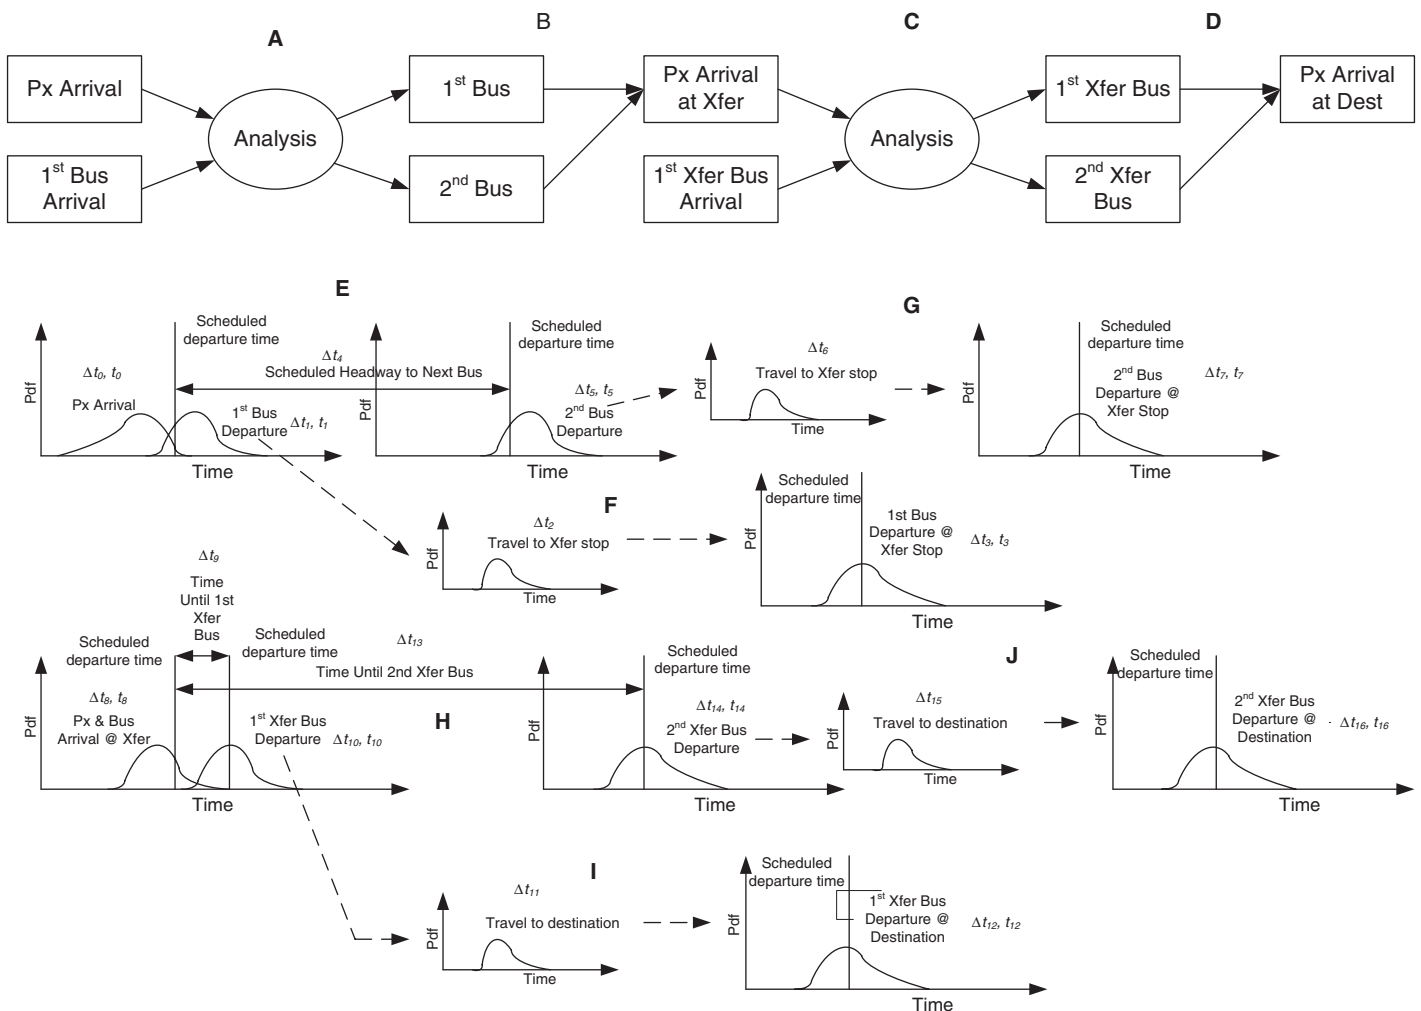 A
B
C
D
Px Arrival
1st Bus
Arrival
Analysis
1st Bus
2nd Bus
Px Arrival
at Xfer
1st Xfer Bus
Arrival
Analysis
1st Xfer Bus
2nd Xfer
Bus
Px Arrival
at Dest
E
Pdf
Δt0, t0
Px Arrival
Scheduled
departure time
1st Bus
Departure
Δt1, t1
Time
Δt4
Scheduled Headway to Next Bus
Pdf
Scheduled
departure time
Δt5, t5
2nd Bus
Departure
Time
G
Pdf
Δt6
Travel to Xfer stop
Time
Pdf
Scheduled
departure time
2nd Bus
Departure @
Xfer Stop
Δt7, t7
Time
F
Pdf
Δt2
Travel to Xfer stop
Time
Pdf
Scheduled
departure time
1st Bus
Departure @
Xfer Stop
Δt3, t3
Time
Δt9
Time
Until 1st
Xfer
Bus
Scheduled
departure time
Scheduled
departure time
Pdf
Δt8, t8
Px & Bus
Arrival @ Xfer
1st Xfer Bus
Departure
Δt10, t10
Time
H
Δt13
Time Until 2nd Xfer Bus
Pdf
Scheduled
departure time
Δt14, t14
2nd Xfer Bus
Departure
Time
J
Pdf
Δt15
Travel to destination
Time
Pdf
Scheduled
departure time
2nd Xfer Bus
Departure @
Destination
Δt16, t16
Time
I
Pdf
Δt11
Travel to destination
Time
Pdf
Scheduled
departure time
1st Xfer Bus
Departure @
Destination
Δt12, t12
Time